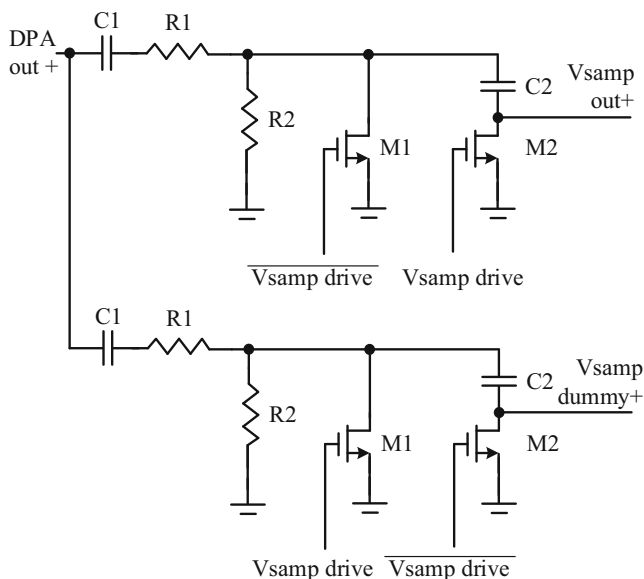 DPA
out +
C1
R1
R2
C2
M1
M2
Vsamp
out+
Vsamp drive
Vsamp drive
C1
R1
R2
C2
M1
M2
Vsamp
dummy+
Vsamp drive
Vsamp drive